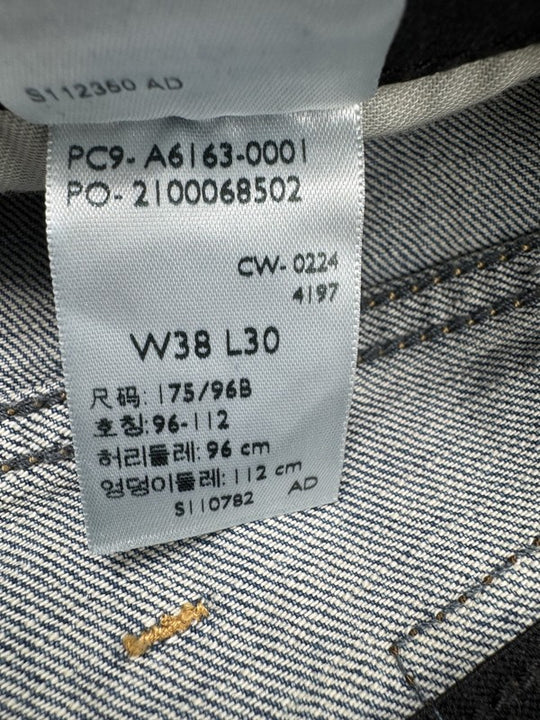 S112360 AD
PC9- A6163-0001
PO- 2100068502
CW- 0224
4197
W38 L30
尺码: 175/96B
호칭: 96-112
허리둘레: 96 cm
엉덩이둘레: 112 cm
S110782 AD